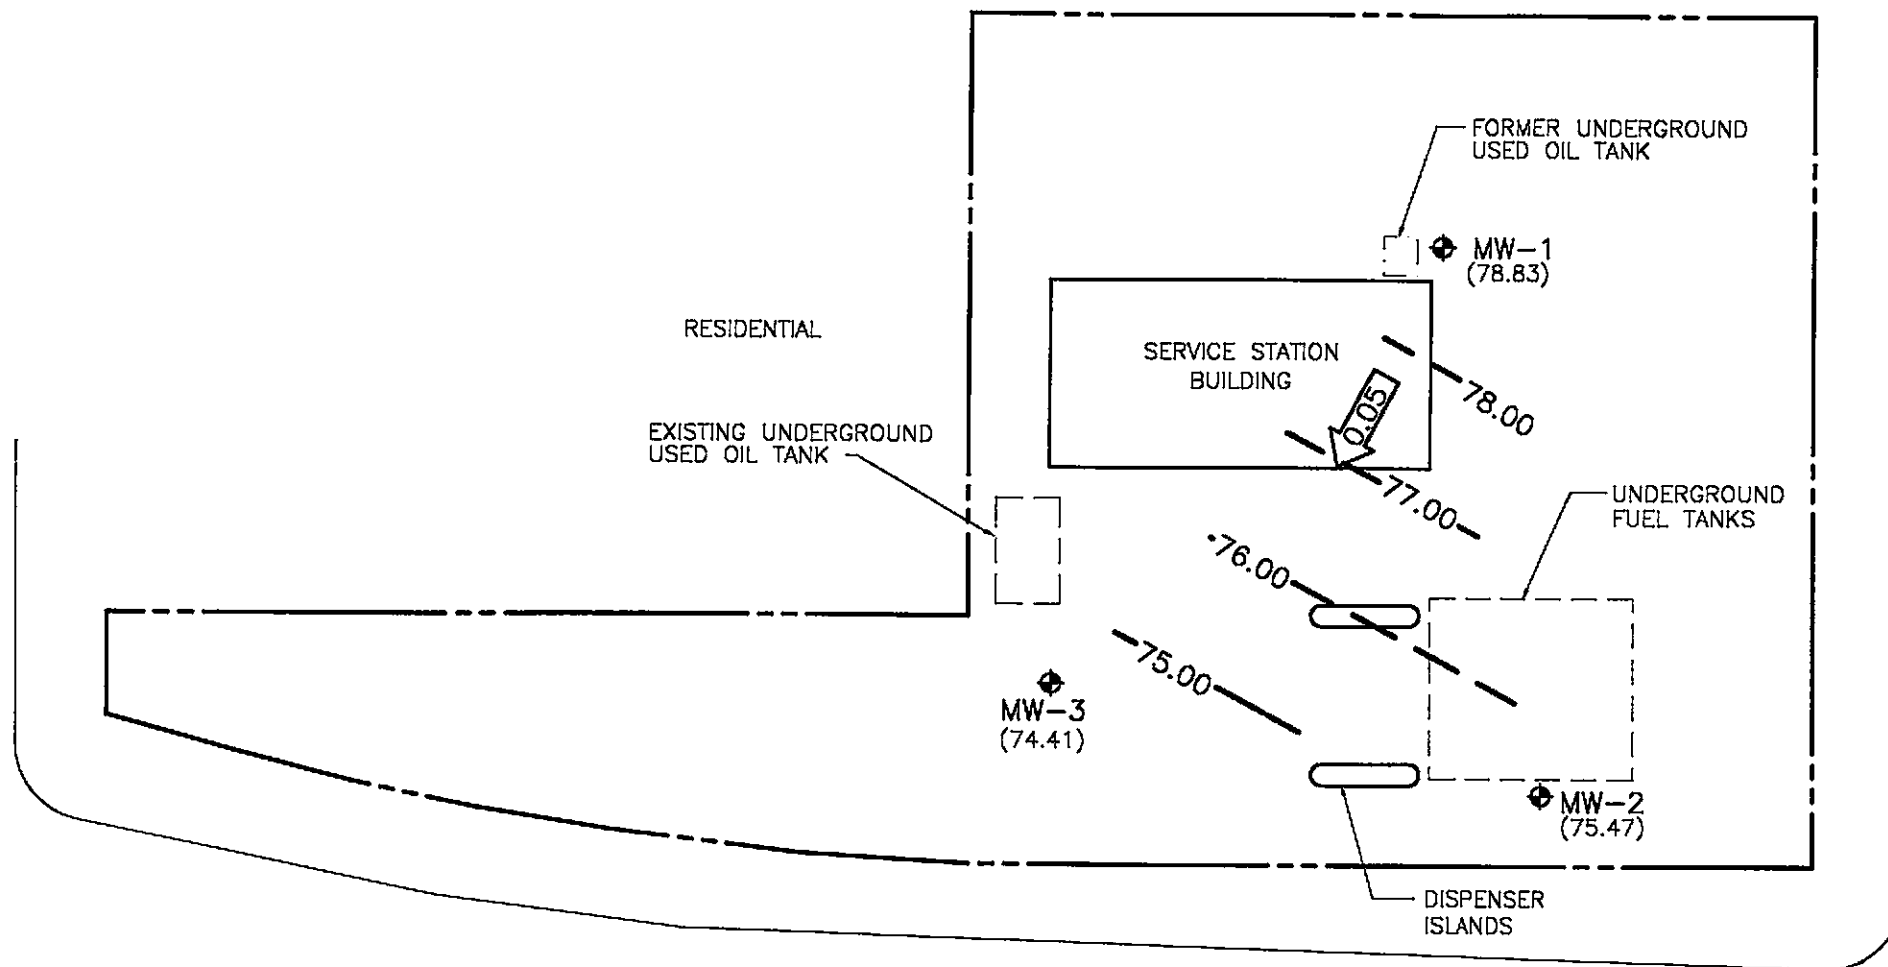 FORMER UNDERGROUND
USED OIL TANK
MW-1
(78.83)
RESIDENTIAL
SERVICE STATION
BUILDING
78.00
0.05
EXISTING UNDERGROUND
USED OIL TANK
77.00
UNDERGROUND
FUEL TANKS
76.00
75.00
MW-3
(74.41)
MW-2
(75.47)
DISPENSER
ISLANDS